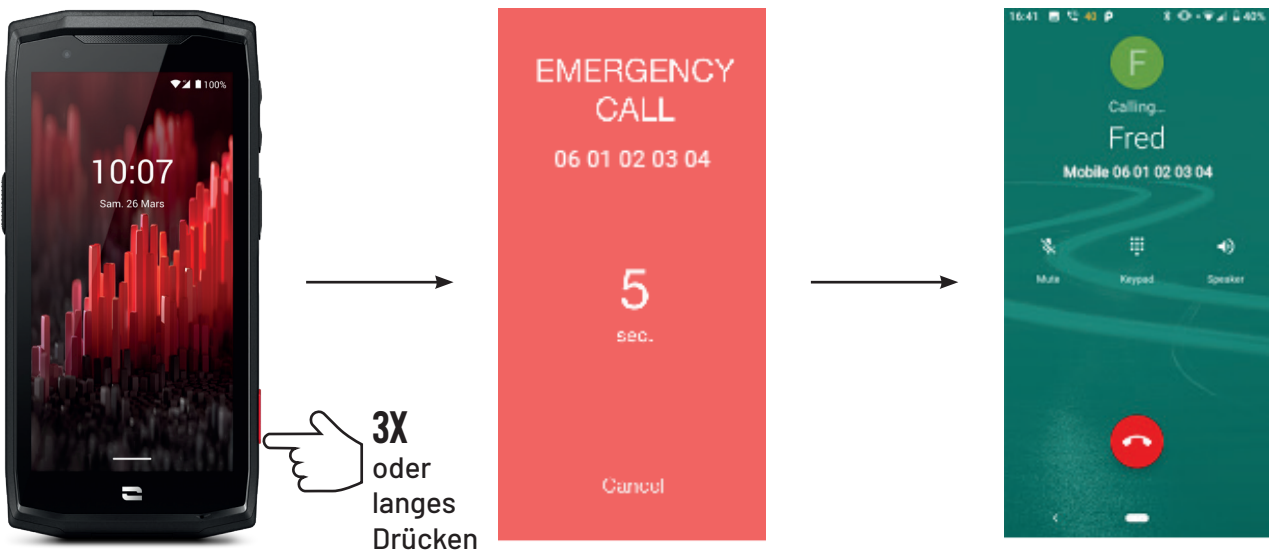 100%
10:07
Sam. 26 Mars
3X
oder
langes
Drücken
EMERGENCY
CALL
06 01 02 03 04
5
sec.
Cancel
16:41 40 P 40%
F
Calling...
Fred
Mobile 06 01 02 03 04
Mute Keypad Speaker